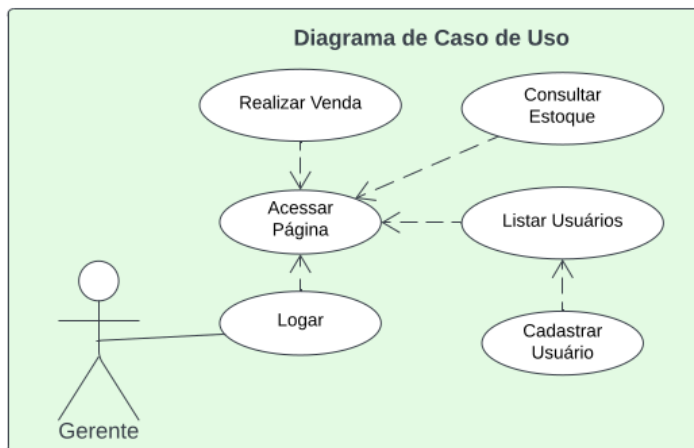 Diagrama de Caso de Uso
Realizar Venda
Consultar
Estoque
Acessar
Página
Listar Usuários
Logar
Cadastrar
Usuário
Gerente